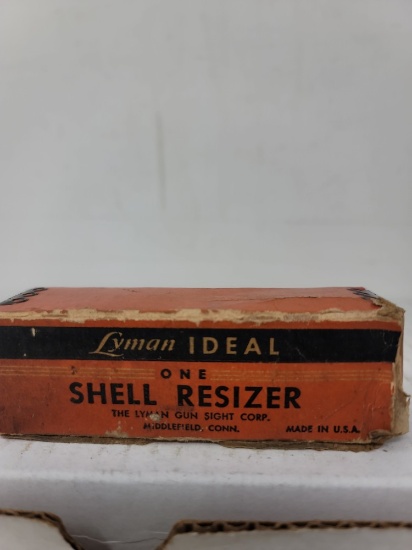 Lyman IDEAL
ONE
SHELL RESIZER
THE LYMAN GUN SIGHT CORP.
MIDDLEFIELD, CONN. MADE IN U.S.A.